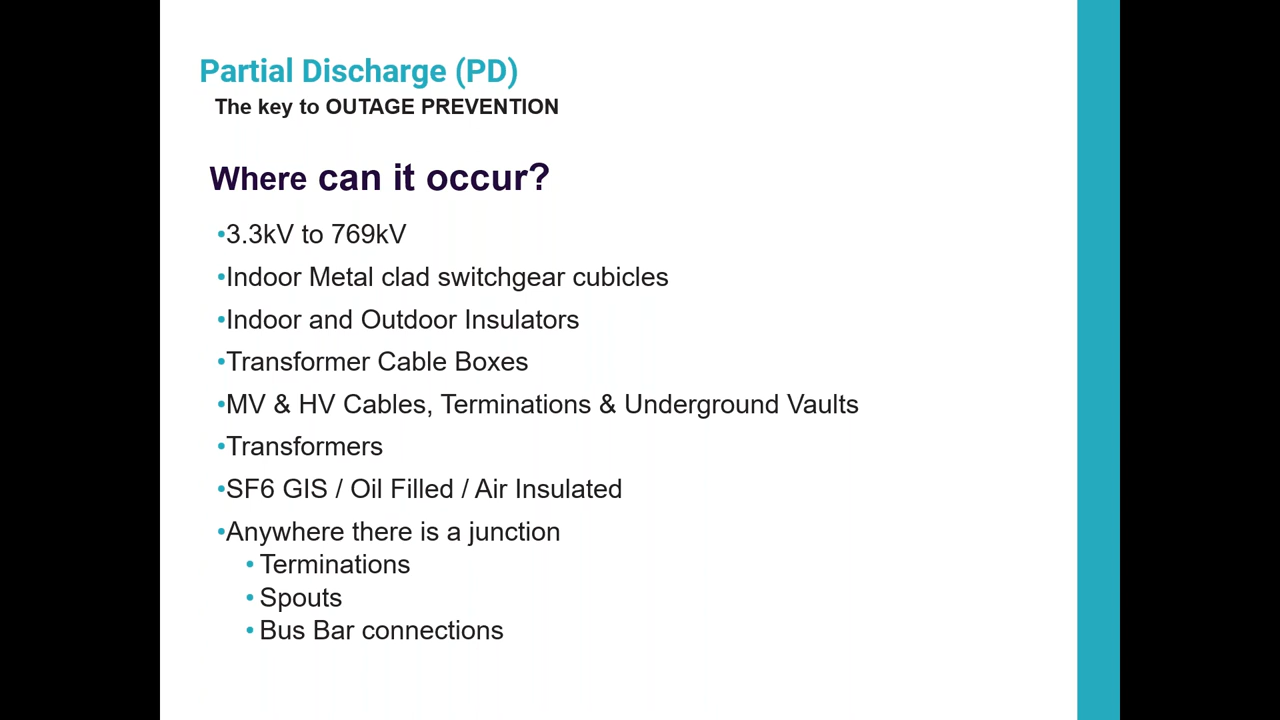 Partial Discharge (PD)
The key to OUTAGE PREVENTION
Where can it occur?
•3.3kV to 769kV
•Indoor Metal clad switchgear cubicles
•Indoor and Outdoor Insulators
•Transformer Cable Boxes
•MV & HV Cables, Terminations & Underground Vaults
•Transformers
•SF6 GIS / Oil Filled / Air Insulated
•Anywhere there is a junction
• Terminations
• Spouts
• Bus Bar connections